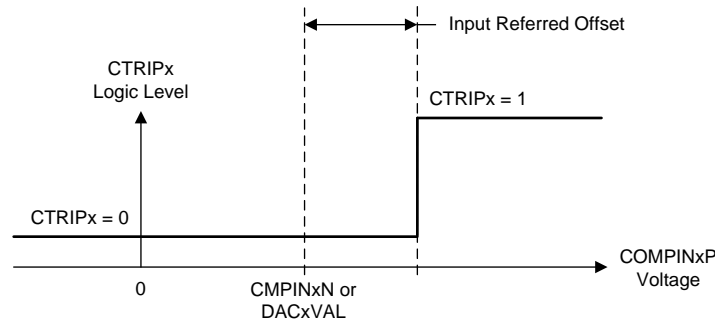 Input Referred Offset
CTRIPx
Logic Level
CTRIPx = 1
CTRIPx = 0
COMPINxP
Voltage
0
CMPINxN or
DACxVAL